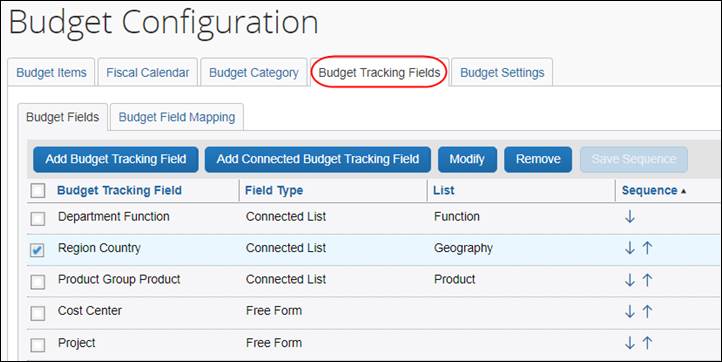 Budget Configuration
Budget Items Fiscal Calendar Budget Category Budget Tracking Fields Budget Settings
Budget Fields Budget Field Mapping
Add Budget Tracking Field Add Connected Budget Tracking Field Modify Remove Save Sequence
Budget Tracking Field Field Type List Sequence
Department Function Connected List Function
Region Country Connected List Geography
Product Group Product Connected List Product
Cost Center Free Form
Project Free Form